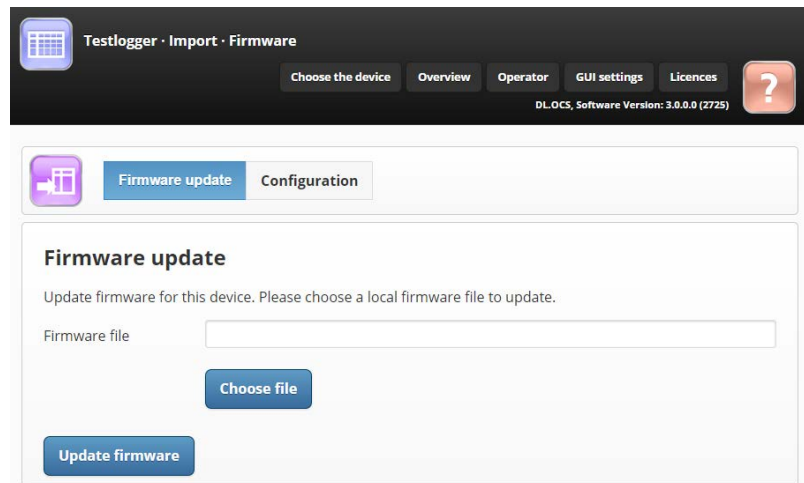 Testlogger · Import · Firmware
Choose the device Overview Operator GUI settings Licences
DL.OCS, Software Version: 3.0.0.0 (2725)
?
Firmware update Configuration
Firmware update
Update firmware for this device. Please choose a local firmware file to update.
Firmware file
Choose file
Update firmware